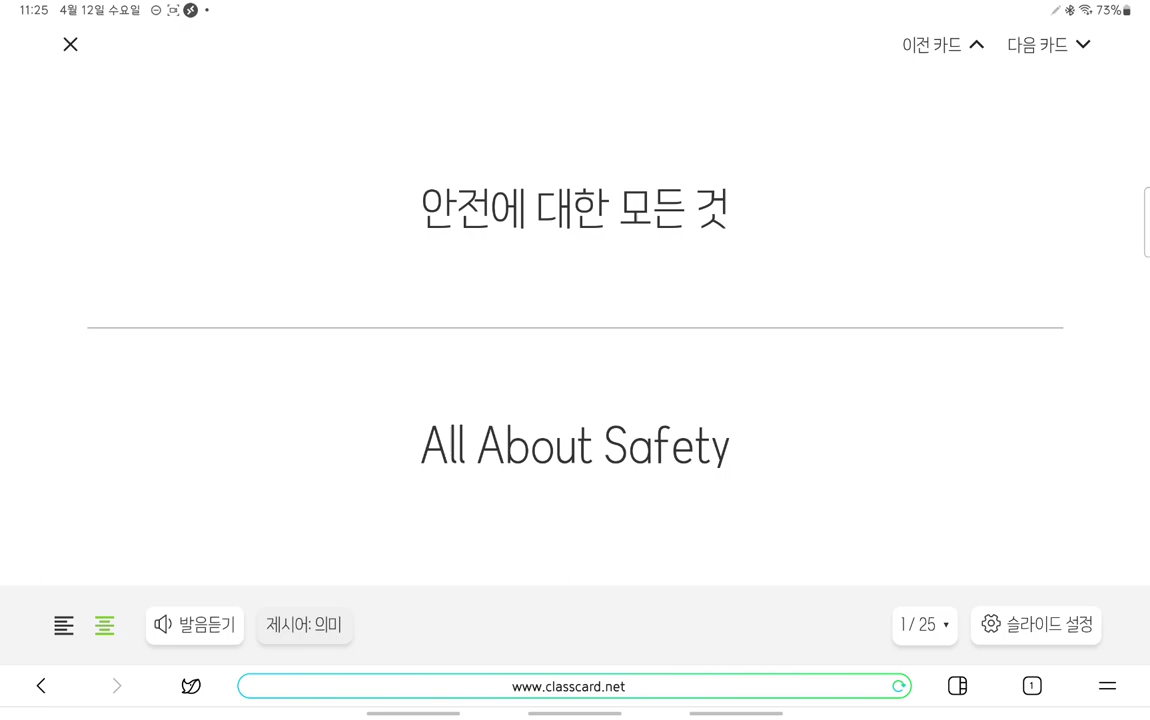 11:25 4월 12일 수요일 73%
이전 카드 다음 카드
안전에 대한 모든 것
All About Safety
발음듣기 제시어: 의미 1 / 25 슬라이드 설정
www.classcard.net 1